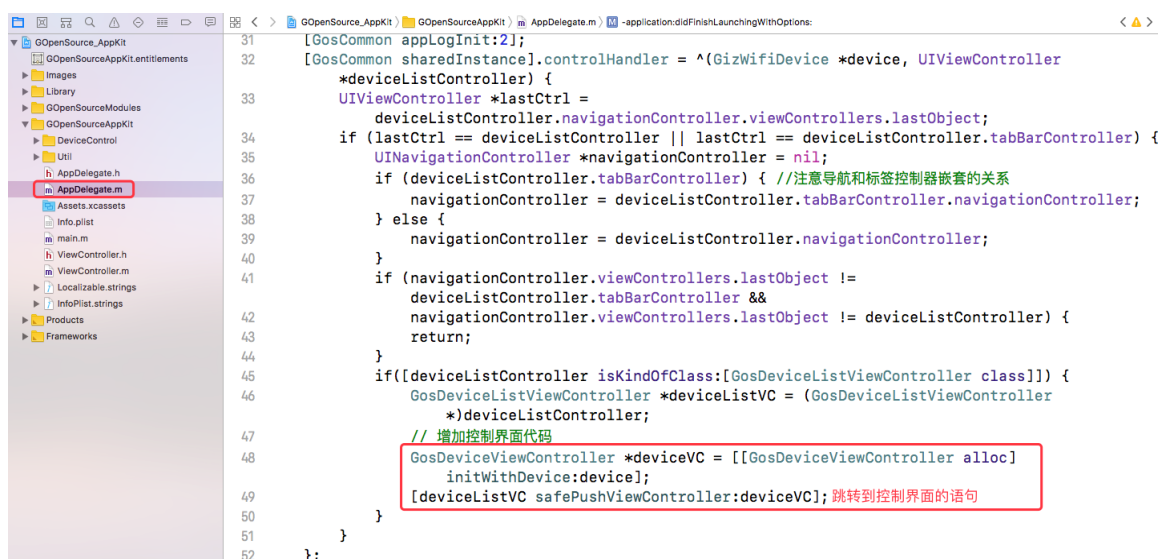 GOpenSource_AppKit 〉 GOpenSourceAppKit 〉 m AppDelegate.m 〉 M -application:didFinishLaunchingWithOptions:
GOpenSource_AppKit
GOpenSourceAppKit.entitlements
Images
Library
GOpenSourceModules
GOpenSourceAppKit
DeviceControl
Util
h AppDelegate.h
m AppDelegate.m
Assets.xcassets
Info.plist
m main.m
h ViewController.h
m ViewController.m
Localizable.strings
InfoPlist.strings
Products
Frameworks
31 [GosCommon appLogInit:2];
32 [GosCommon sharedInstance].controlHandler = ^(GizWifiDevice *device, UIViewController
*deviceListController) {
33 UIViewController *lastCtrl =
deviceListController.navigationController.viewControllers.lastObject;
34 if (lastCtrl == deviceListController || lastCtrl == deviceListController.tabBarController) {
35 UINavigationController *navigationController = nil;
36 if (deviceListController.tabBarController) { //注意导航和标签控制器嵌套的关系
37 navigationController = deviceListController.tabBarController.navigationController;
38 } else {
39 navigationController = deviceListController.navigationController;
40 }
41 if (navigationController.viewControllers.lastObject !=
deviceListController.tabBarController &&
42 navigationController.viewControllers.lastObject != deviceListController) {
43 return;
44 }
45 if([deviceListController isKindOfClass:[GosDeviceListViewController class]]) {
46 GosDeviceListViewController *deviceListVC = (GosDeviceListViewController
*)deviceListController;
47 // 增加控制界面代码
48 GosDeviceViewController *deviceVC = [[GosDeviceViewController alloc]
initWithDevice:device];
49 [deviceListVC safePushViewController:deviceVC]; 跳转到控制界面的语句
50 }
51 }
52 };